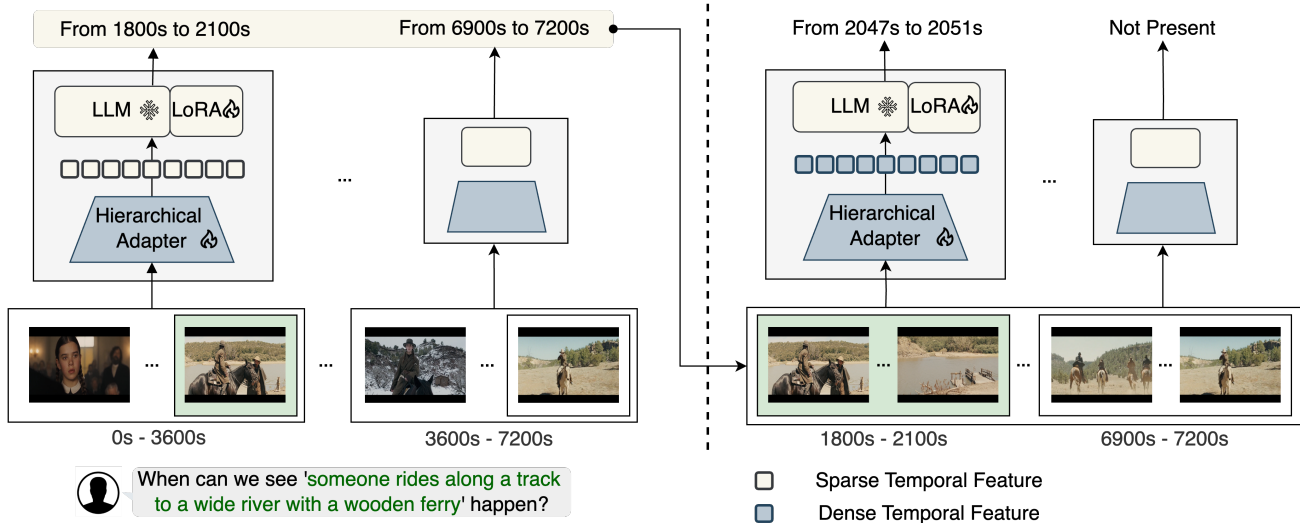 From 1800s to 2100s
From 6900s to 7200s
LLM
LoRA
...
Hierarchical
Adapter
...
...
...
0s - 3600s
3600s - 7200s
When can we see 'someone rides along a track
to a wide river with a wooden ferry' happen?
From 2047s to 2051s
Not Present
LLM
LoRA
...
Hierarchical
Adapter
...
...
...
1800s - 2100s
6900s - 7200s
Sparse Temporal Feature
Dense Temporal Feature